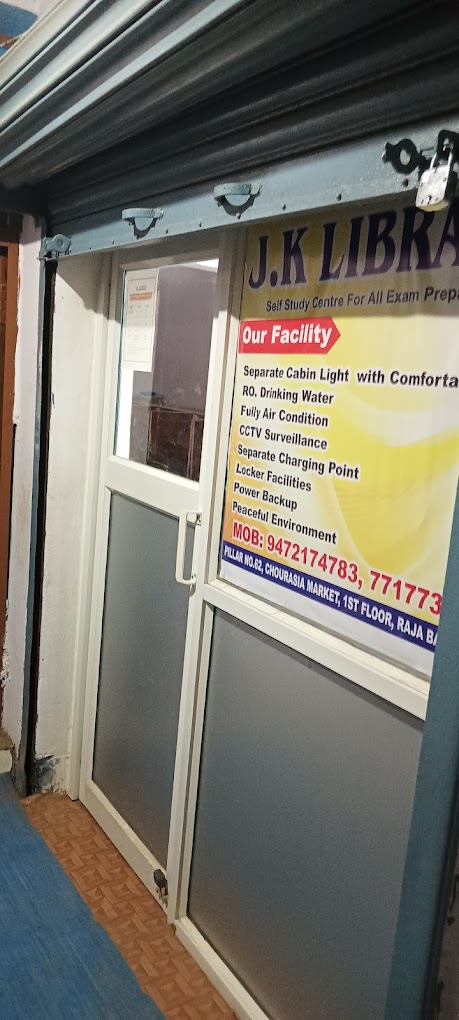 J.K LIBRA
Self Study Centre For All Exam Prep
Our Facility
Separate Cabin Light with Comforta
RO. Drinking Water
Fully Air Condition
CCTV Surveillance
Separate Charging Point
Locker Facilities
Power Backup
Peaceful Environment
MOB: 9472174783, 771773
PILLAR NO.62, CHOURASIA MARKET, 1ST FLOOR, RAJA BA